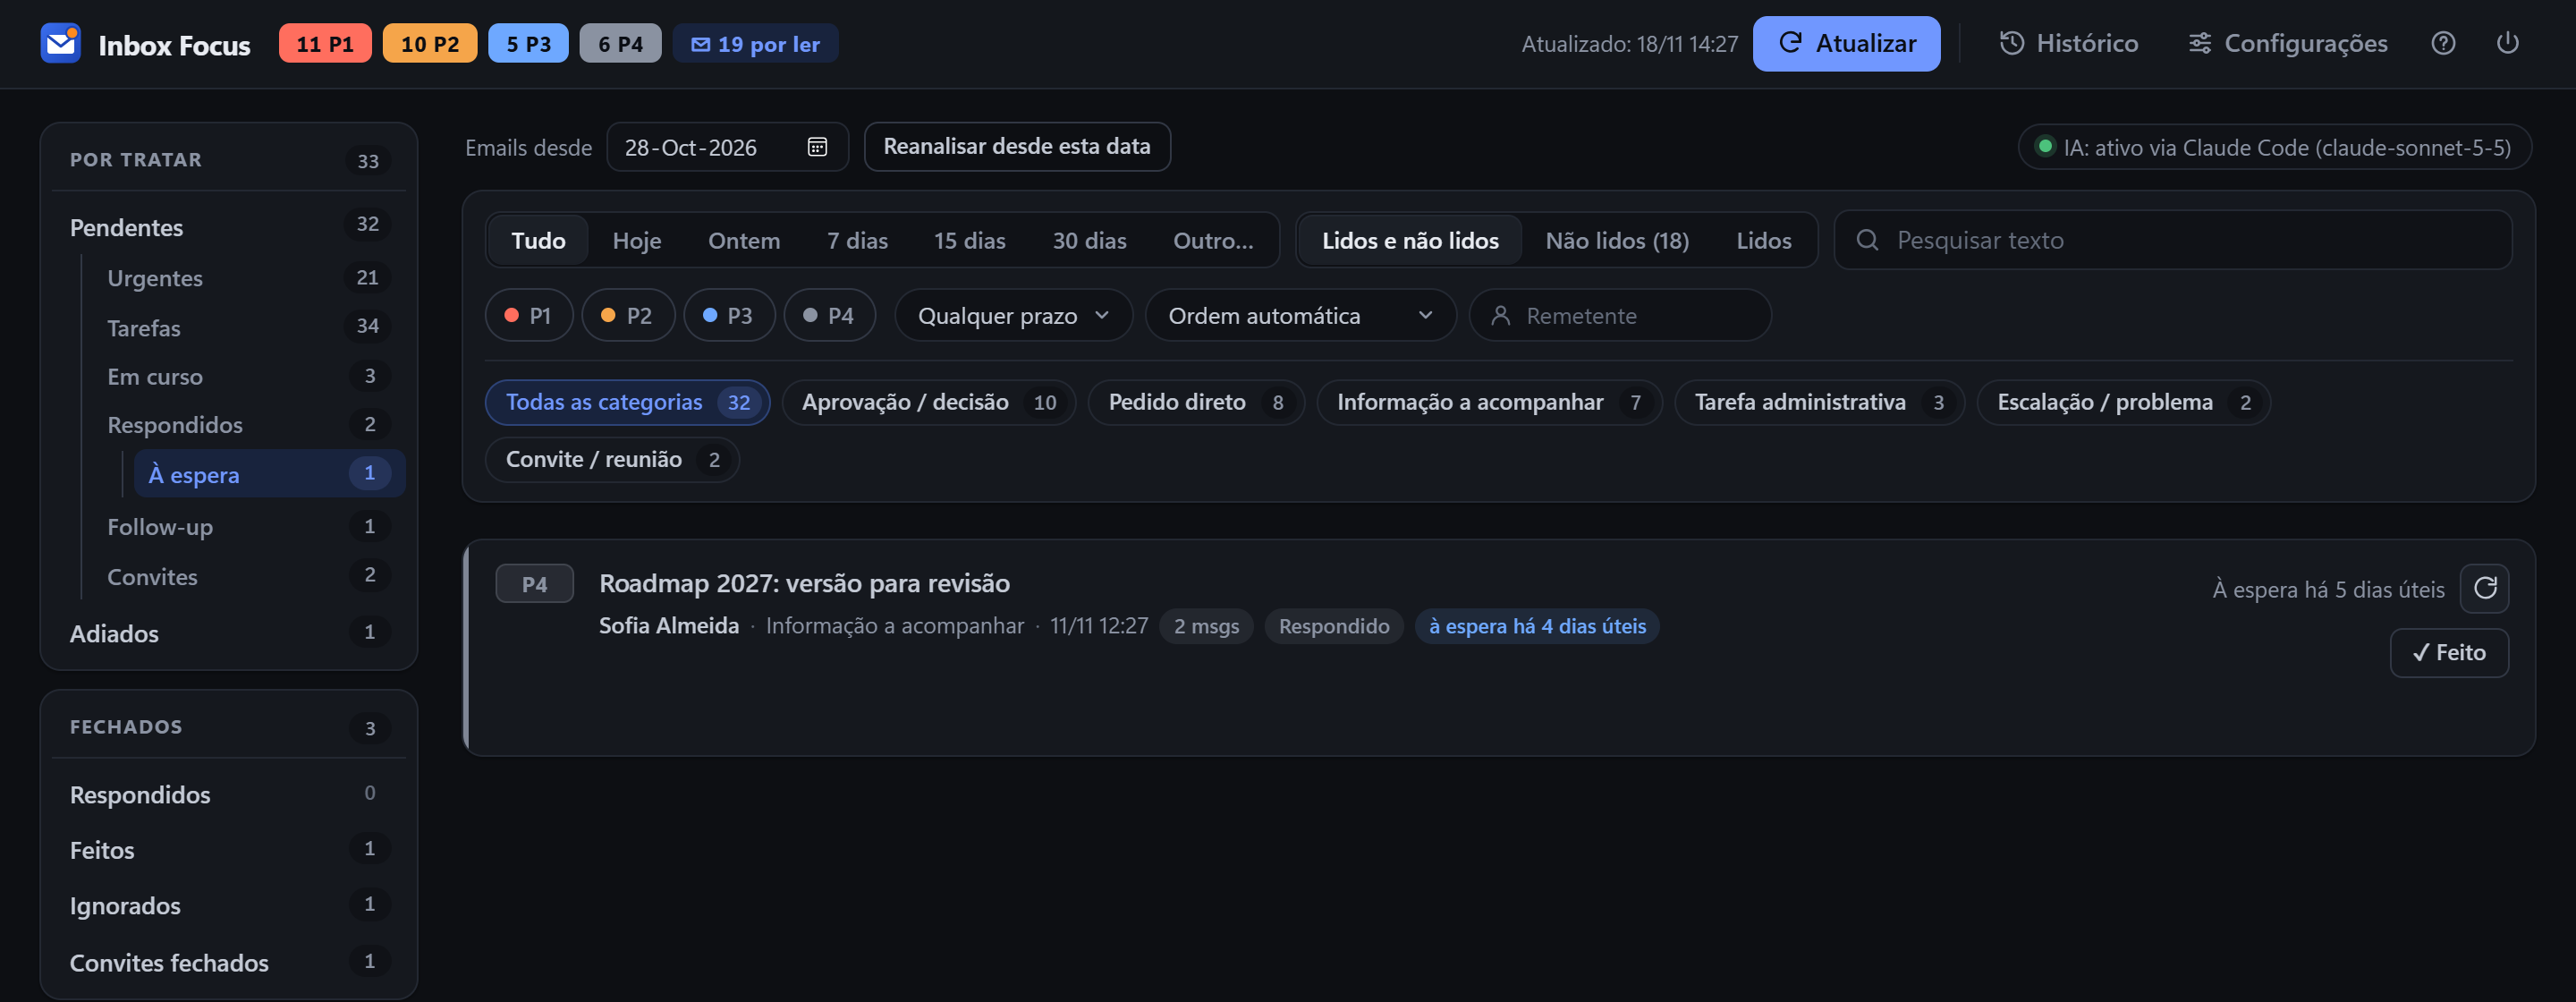 Inbox Focus 11 P1 10 P2 5 P3 6 P4 19 por ler Atualizado: 18/11 14:27 Atualizar Histórico Configurações
POR TRATAR 33
Pendentes 32
Urgentes 21
Tarefas 34
Em curso 3
Respondidos 2
À espera 1
Follow-up 1
Convites 2
Adiados 1
FECHADOS 3
Respondidos 0
Feitos 1
Ignorados 1
Convites fechados 1
Emails desde 28-Oct-2026 Reanalisar desde esta data IA: ativo via Claude Code (claude-sonnet-5-5)
Tudo Hoje Ontem 7 dias 15 dias 30 dias Outro... Lidos e não lidos Não lidos (18) Lidos Pesquisar texto
P1 P2 P3 P4 Qualquer prazo Ordem automática Remetente
Todas as categorias 32 Aprovação / decisão 10 Pedido direto 8 Informação a acompanhar 7 Tarefa administrativa 3 Escalação / problema 2
Convite / reunião 2
P4 Roadmap 2027: versão para revisão À espera há 5 dias úteis
Sofia Almeida · Informação a acompanhar · 11/11 12:27 2 msgs Respondido à espera há 4 dias úteis
✓ Feito